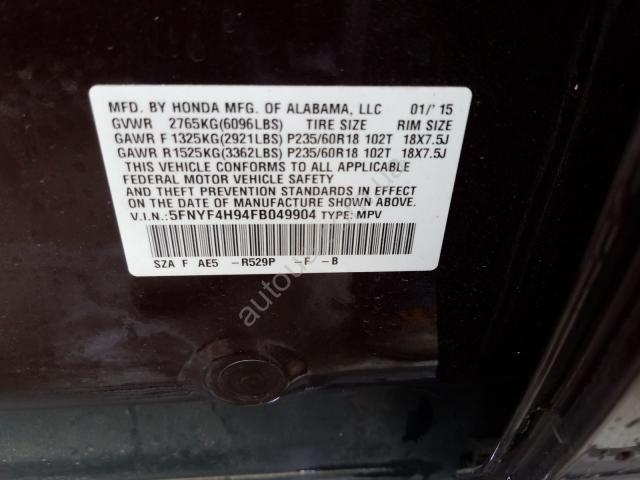 MFD. BY HONDA MFG. OF ALABAMA, LLC 01/'15
GVWR 2765KG(6096LBS) TIRE SIZE RIM SIZE
GAWR F 1325KG(2921LBS) P235/60R18 102T 18X7.5J
GAWR R1525KG(3362LBS) P235/60R18 102T 18X7.5J
THIS VEHICLE CONFORMS TO ALL APPLICABLE
FEDERAL MOTOR VEHICLE SAFETY
AND THEFT PREVENTION STANDARDS IN EFFECT
ON THE DATE OF MANUFACTURE SHOWN ABOVE.
V.I.N.:5FNYF4H94FB049904 TYPE: MPV
SZA F AE5 -R529P -F -B